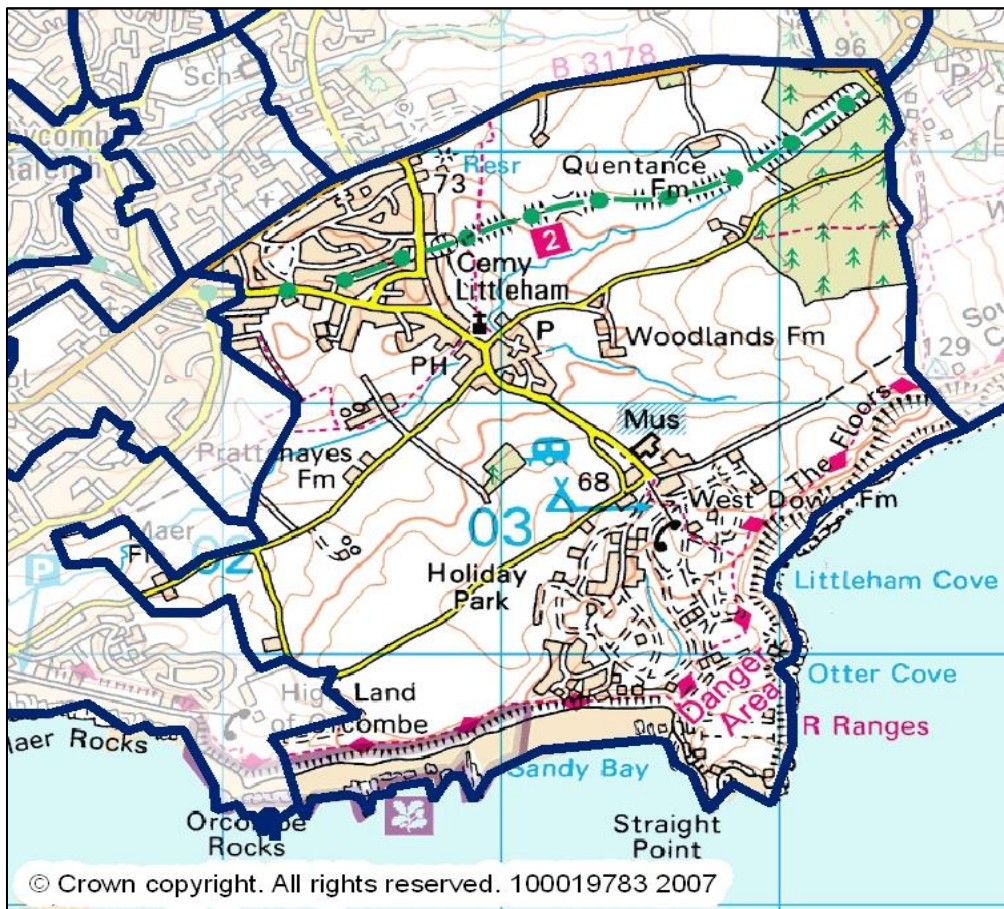 B 3178
96
Sch
P
Resr
73
Quentance
Fm
2
Cemy
Littleham
P
Woodlands Fm
PH
129
Mus
The Floors
Fm
68
West Down Fm
Maer
Fm
02
03
P
Holiday
Park
Littleham Cove
Otter Cove
Danger
Area
R Ranges
High Land
of Orcombe
Maer Rocks
Sandy Bay
Orcombe
Rocks
Straight
Point
© Crown copyright. All rights reserved. 100019783 2007